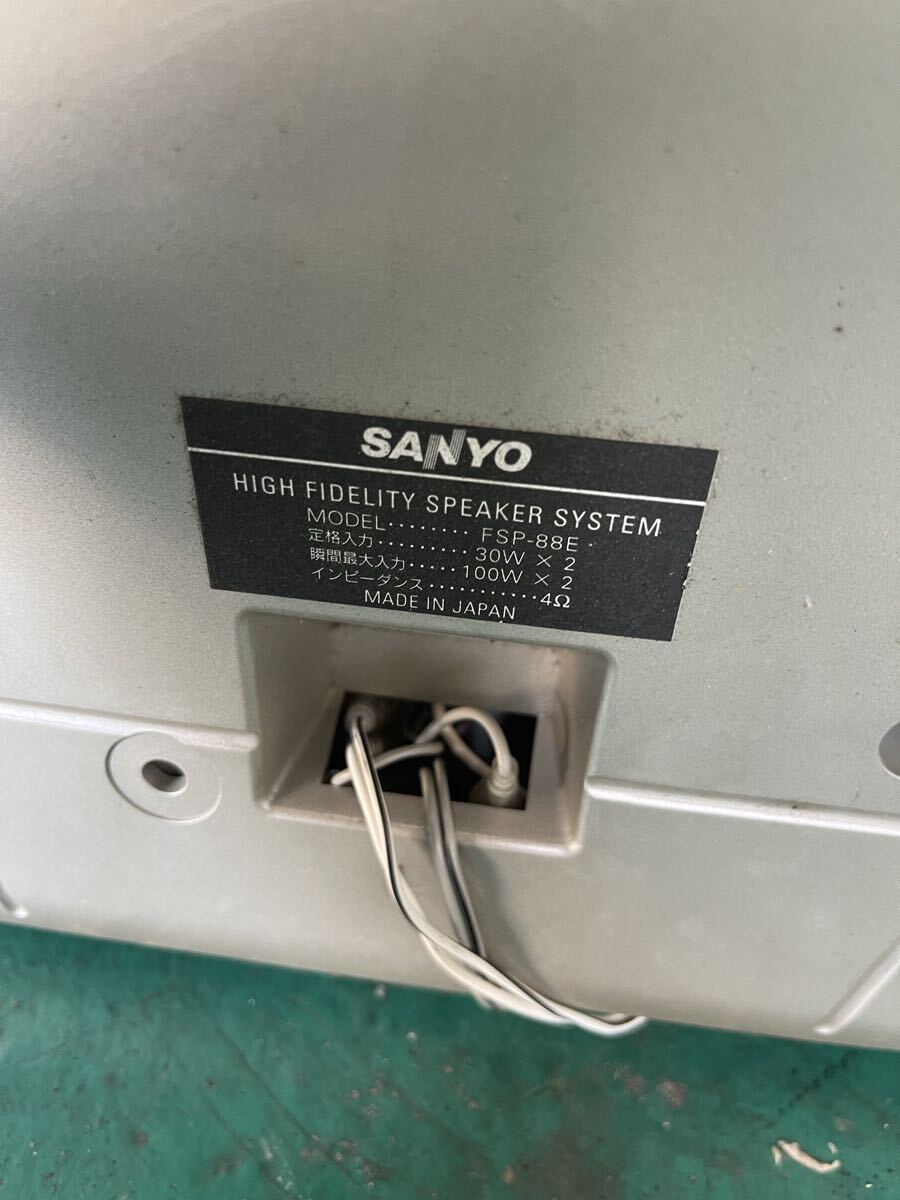 SANYO
HIGH FIDELITY SPEAKER SYSTEM
MODEL........FSP-88E
定格入力.........30W × 2
瞬間最大入力.....100W × 2
インピーダンス...........4Ω
MADE IN JAPAN